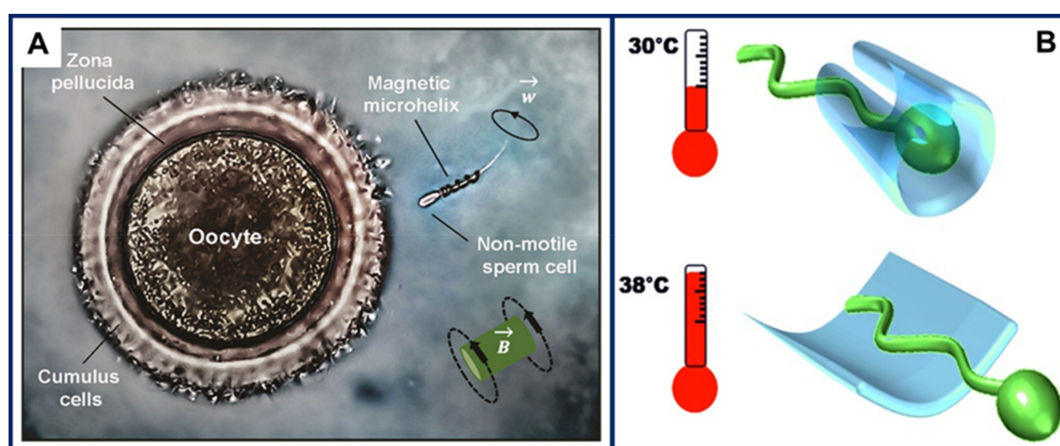 A
Zona
pellucida
Magnetic
microhelix
w
Oocyte
Non-motile
sperm cell
B
Cumulus
cells
30°C
B
38°C